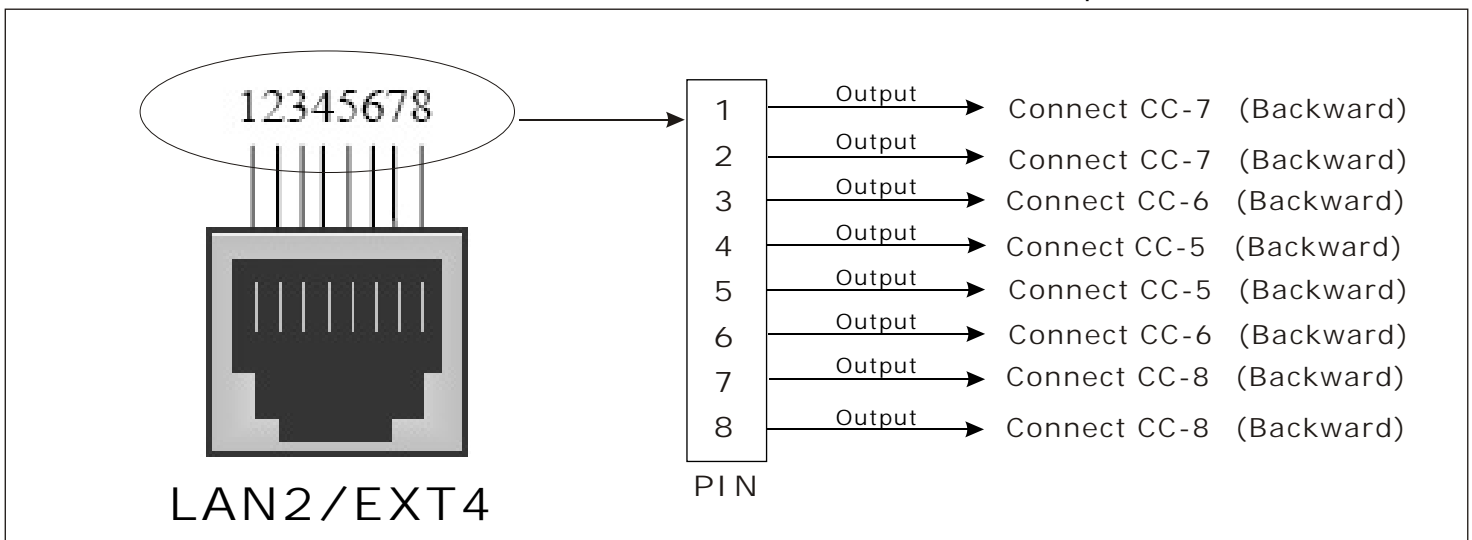 12345678
1 Output Connect CC-7 (Backward)
2 Output Connect CC-7 (Backward)
3 Output Connect CC-6 (Backward)
4 Output Connect CC-5 (Backward)
5 Output Connect CC-5 (Backward)
6 Output Connect CC-6 (Backward)
7 Output Connect CC-8 (Backward)
8 Output Connect CC-8 (Backward)
PIN
LAN2/EXT4